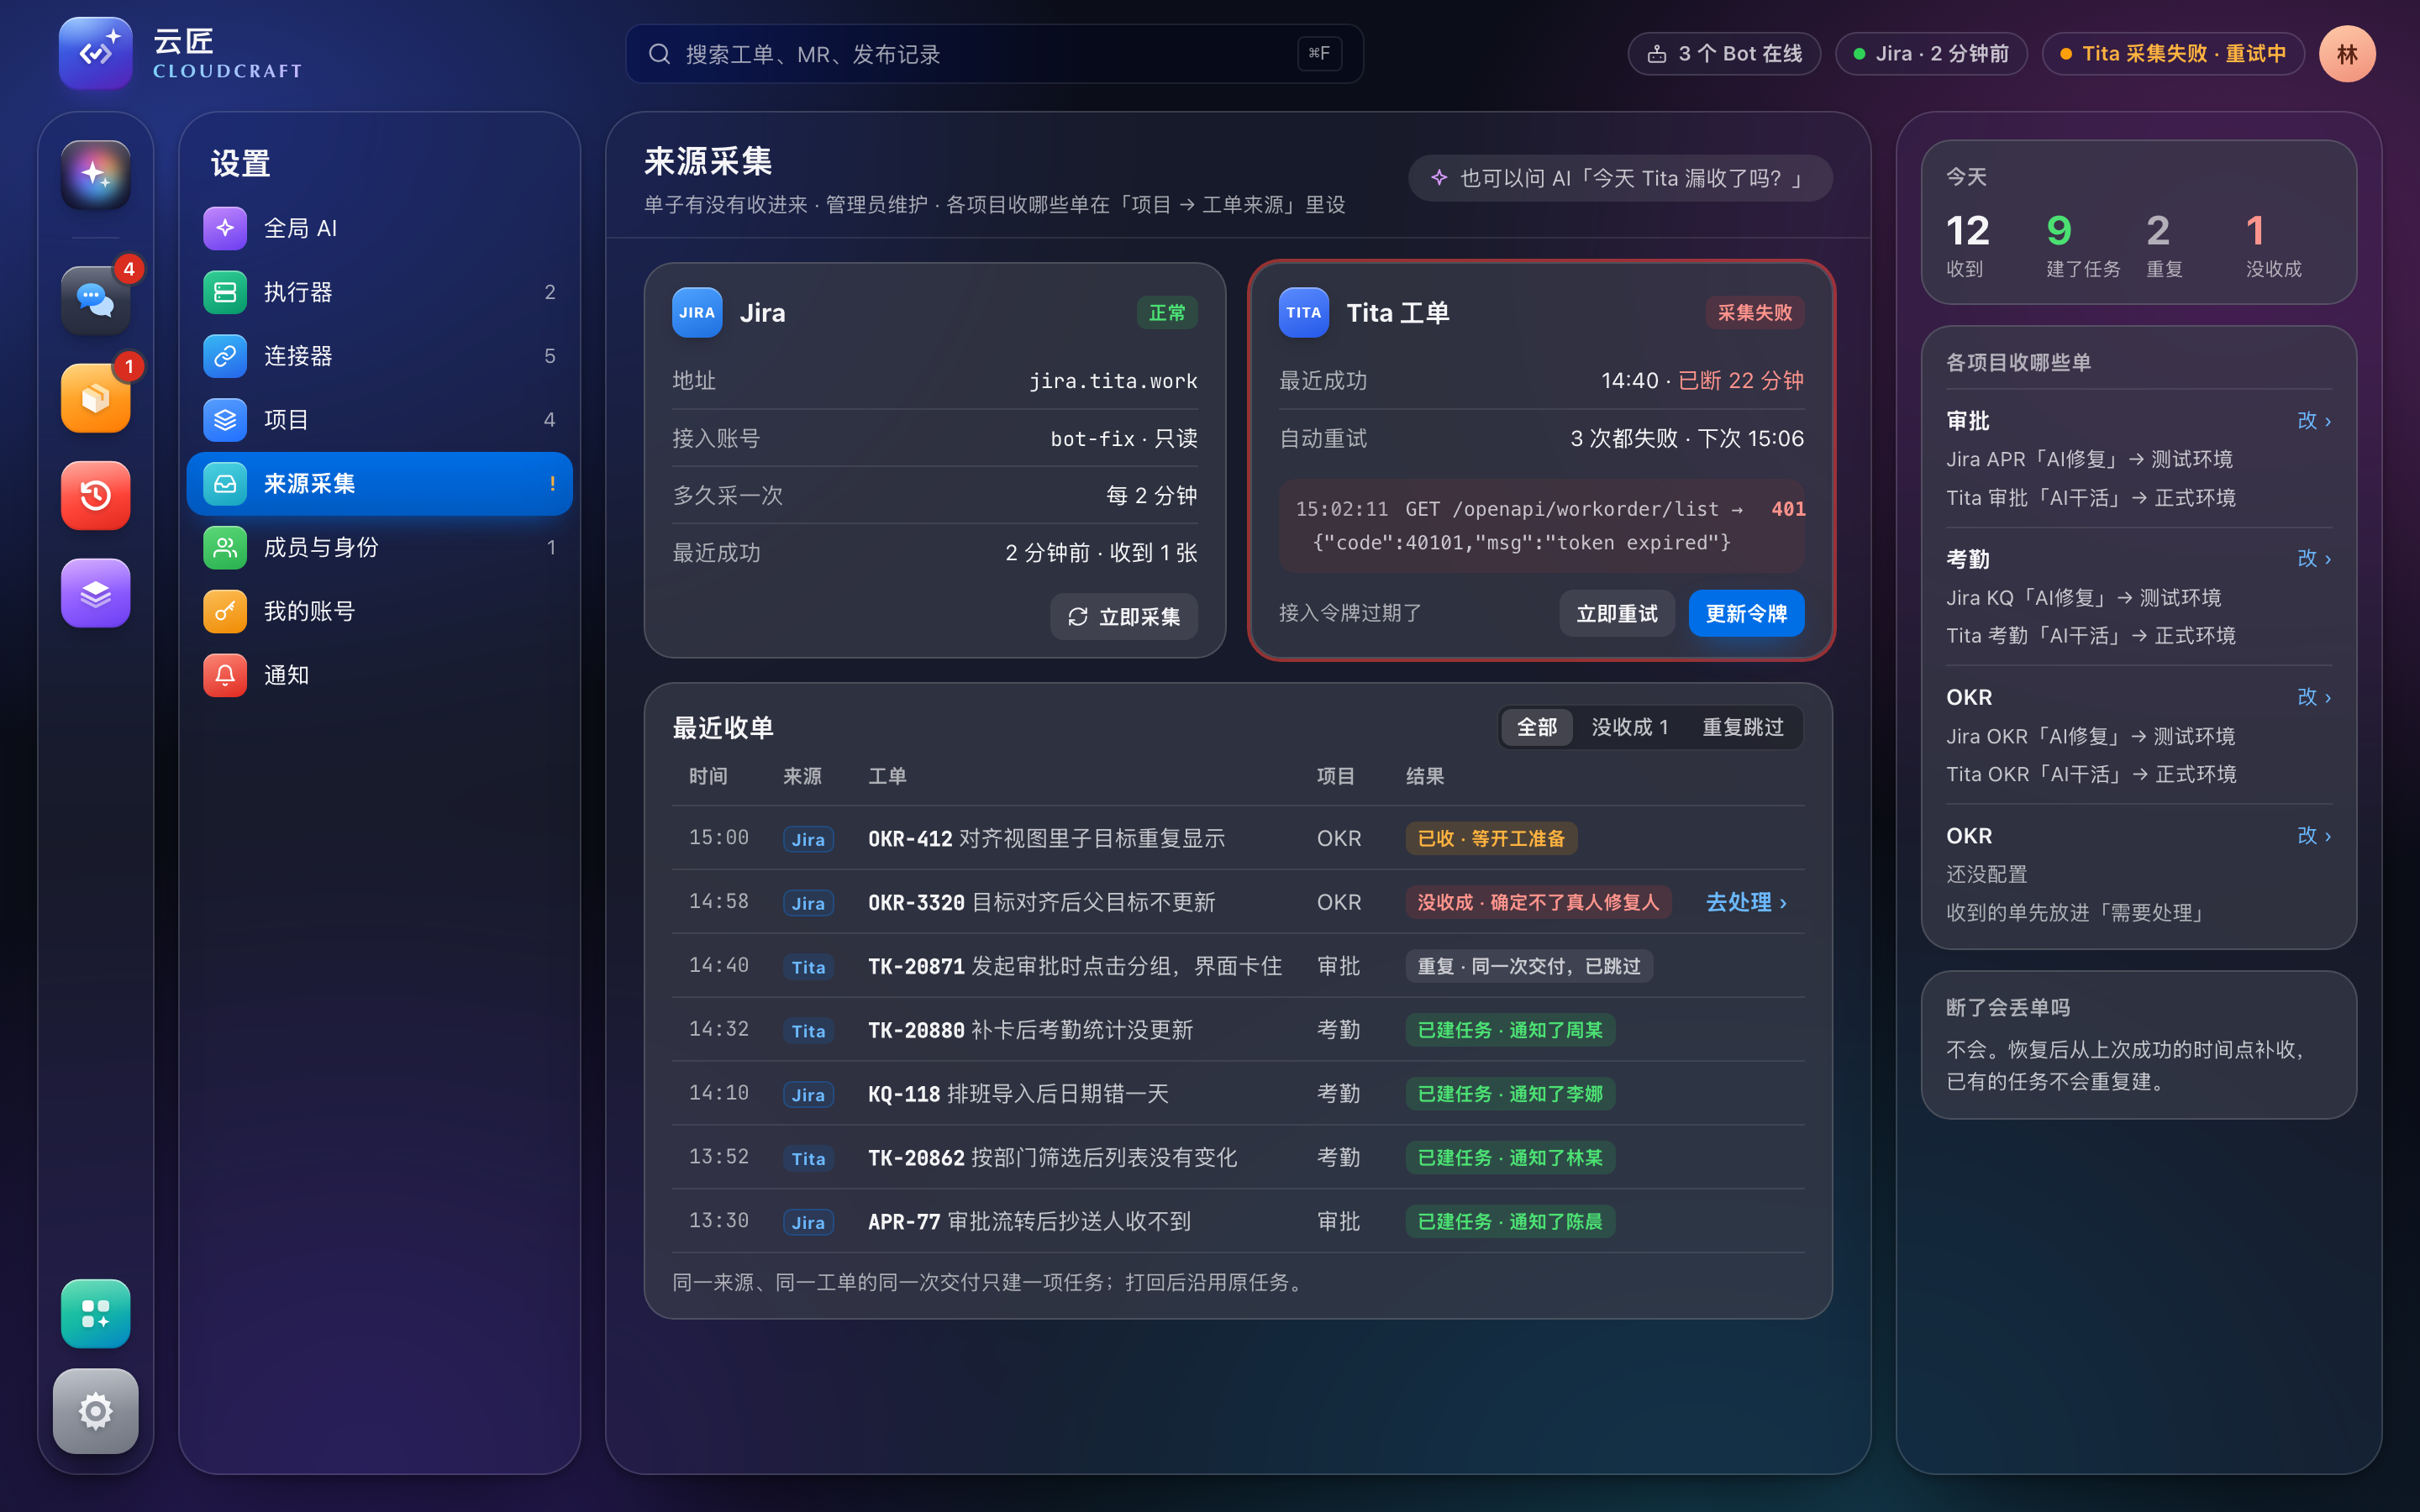 云匠
CLOUDCRAFT
搜索工单、MR、发布记录
⌘F
3 个 Bot 在线
Jira · 2 分钟前
Tita 采集失败 · 重试中
林
4
1
设置
全局 AI
执行器 2
连接器 5
项目 4
来源采集 !
成员与身份 1
我的账号
通知
来源采集
单子有没有收进来 · 管理员维护 · 各项目收哪些单在「项目 → 工单来源」里设
也可以问 AI「今天 Tita 漏收了吗？」
JIRA Jira 正常
地址 jira.tita.work
接入账号 bot-fix · 只读
多久采一次 每 2 分钟
最近成功 2 分钟前 · 收到 1 张
立即采集
TITA Tita 工单 采集失败
最近成功 14:40 · 已断 22 分钟
自动重试 3 次都失败 · 下次 15:06
15:02:11 GET /openapi/workorder/list → 401
{"code":40101,"msg":"token expired"}
接入令牌过期了 立即重试 更新令牌
最近收单 全部 没收成 1 重复跳过
时间 来源 工单 项目 结果
15:00 Jira OKR-412 对齐视图里子目标重复显示 OKR 已收 · 等开工准备
14:58 Jira OKR-3320 目标对齐后父目标不更新 OKR 没收成 · 确定不了真人修复人 去处理 ›
14:40 Tita TK-20871 发起审批时点击分组，界面卡住 审批 重复 · 同一次交付，已跳过
14:32 Tita TK-20880 补卡后考勤统计没更新 考勤 已建任务 · 通知了周某
14:10 Jira KQ-118 排班导入后日期错一天 考勤 已建任务 · 通知了李娜
13:52 Tita TK-20862 按部门筛选后列表没有变化 考勤 已建任务 · 通知了林某
13:30 Jira APR-77 审批流转后抄送人收不到 审批 已建任务 · 通知了陈晨
同一来源、同一工单的同一次交付只建一项任务；打回后沿用原任务。
今天
12 9 2 1
收到 建了任务 重复 没收成
各项目收哪些单
审批 改 ›
Jira APR「AI修复」→ 测试环境
Tita 审批「AI干活」→ 正式环境
考勤 改 ›
Jira KQ「AI修复」→ 测试环境
Tita 考勤「AI干活」→ 正式环境
OKR 改 ›
Jira OKR「AI修复」→ 测试环境
Tita OKR「AI干活」→ 正式环境
OKR 改 ›
还没配置
收到的单先放进「需要处理」
断了会丢单吗
不会。恢复后从上次成功的时间点补收，
已有的任务不会重复建。